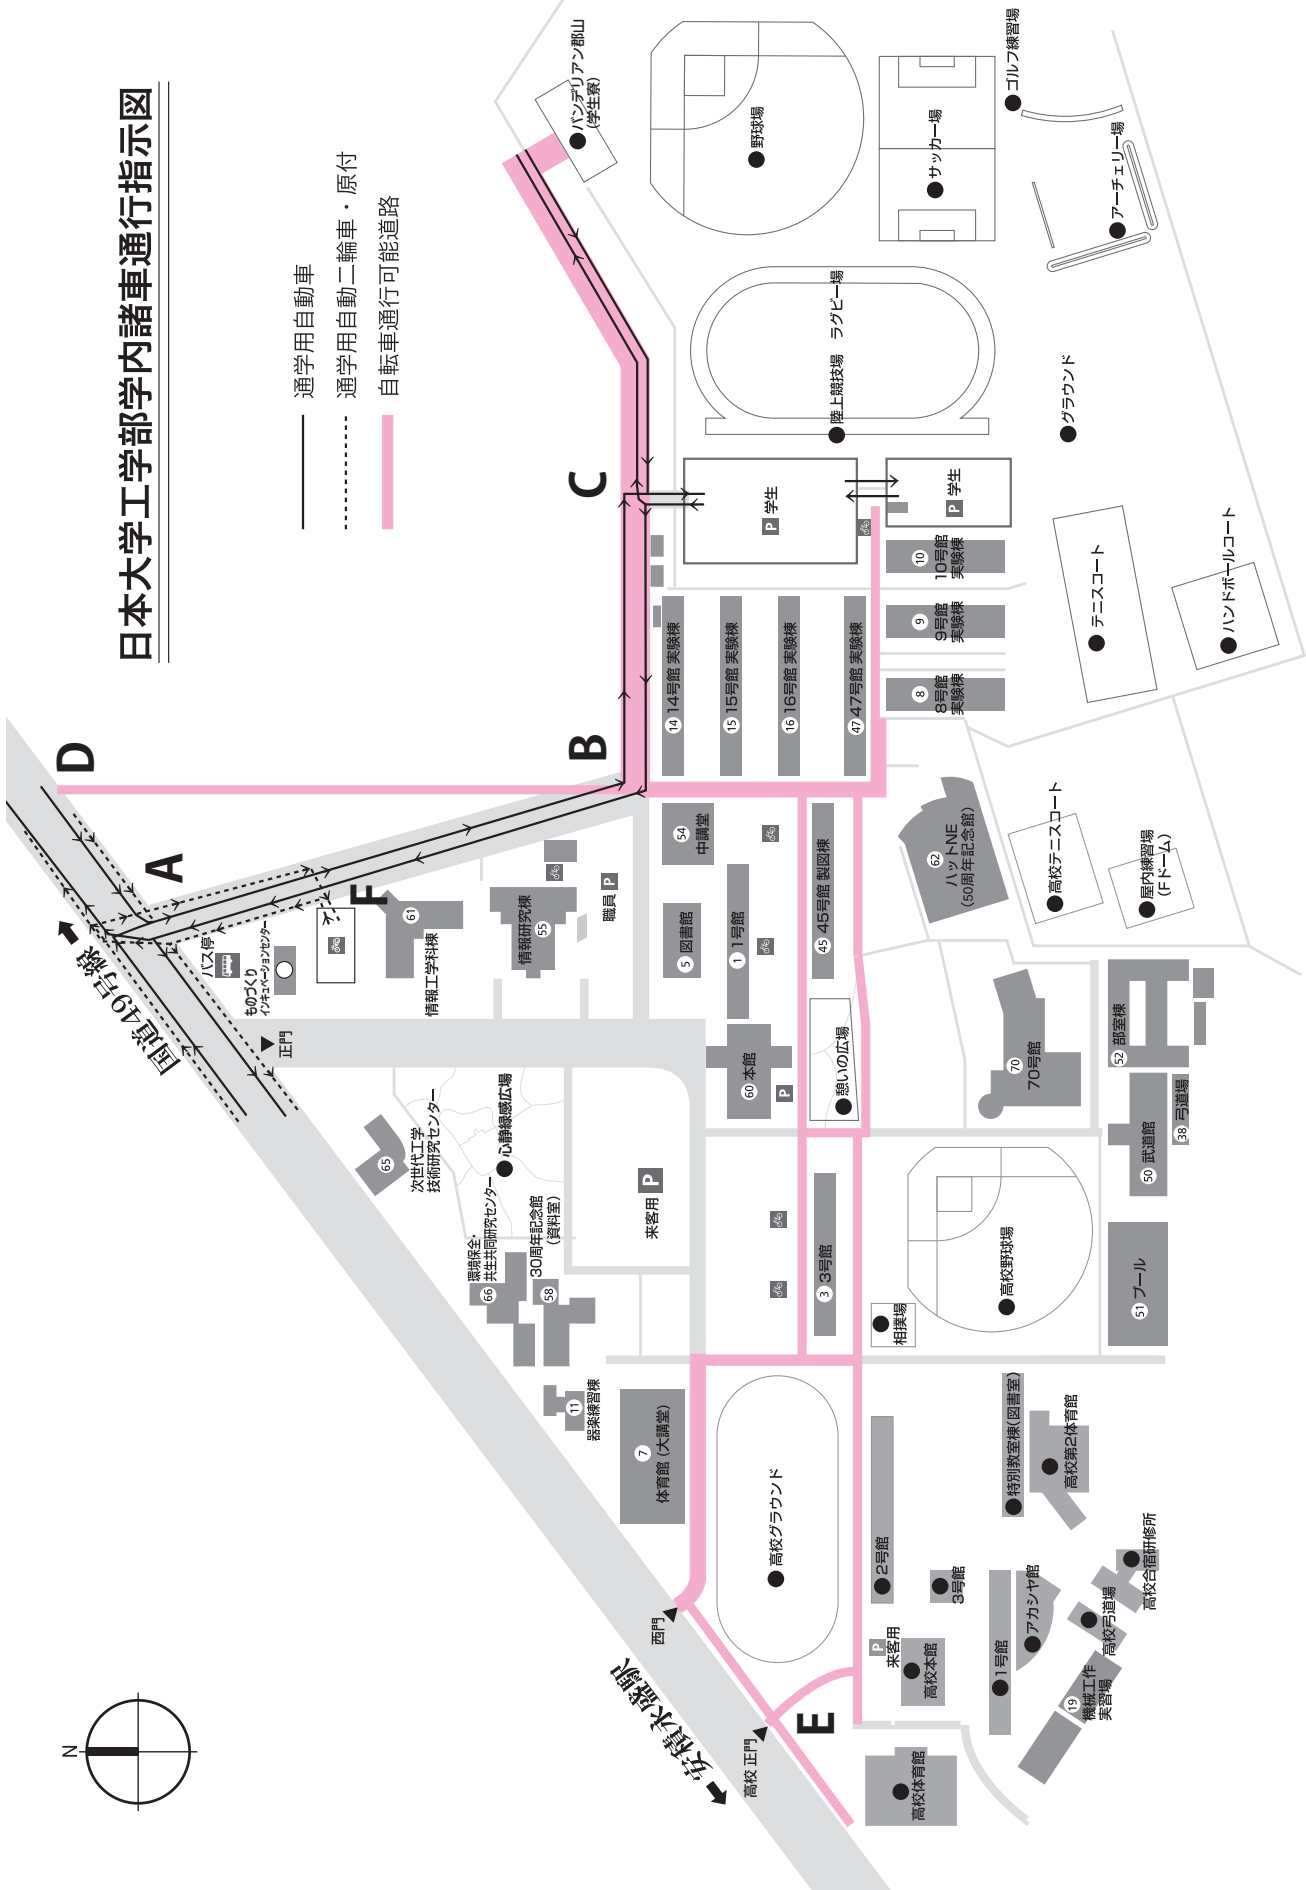 日本大学工学部学内諸車通行指示図
通学用自動車
通学用自動二輪車・原付
自転車通行可能道路
N
国道49号線
安積永盛駅
A
B
C
D
E
F
バス停
ものづくり
インキュベーションセンター
正門
61
情報工学科棟
情報研究棟
55
職員 P
54
中講堂
5 図書館
1 1号館
60 本館
P
45 45号館 製図棟
憩いの広場
14 14号館 実験棟
15 15号館 実験棟
16 16号館 実験棟
47 47号館 実験棟
8
8号館
実験棟
9
9号館
実験棟
10
10号館
実験棟
P 学生
P 学生
バンデリアン郡山
(学生寮)
野球場
サッカー場
ゴルフ練習場
アーチェリー場
陸上競技場 ラグビー場
グラウンド
テニスコート
ハンドボールコート
62
ハットNE
(50周年記念館)
高校テニスコート
屋内練習場
(Fドーム)
70
70号館
52 部室棟
50 武道館
38 弓道場
51 プール
高校野球場
相撲場
3 3号館
65
次世代工学
技術研究センター
心静緑感広場
環境保全・
共生共同研究センター
66
30周年記念館
(資料室)
58
来客用 P
11
器楽練習棟
7
体育館(大講堂)
西門
高校 正門
高校グラウンド
2号館
3号館
P
来客用
高校本館
1号館
アカシヤ館
特別教室棟(図書室)
高校第2体育館
高校合宿研修所
高校弓道場
19
機械工作
実習場
高校体育館